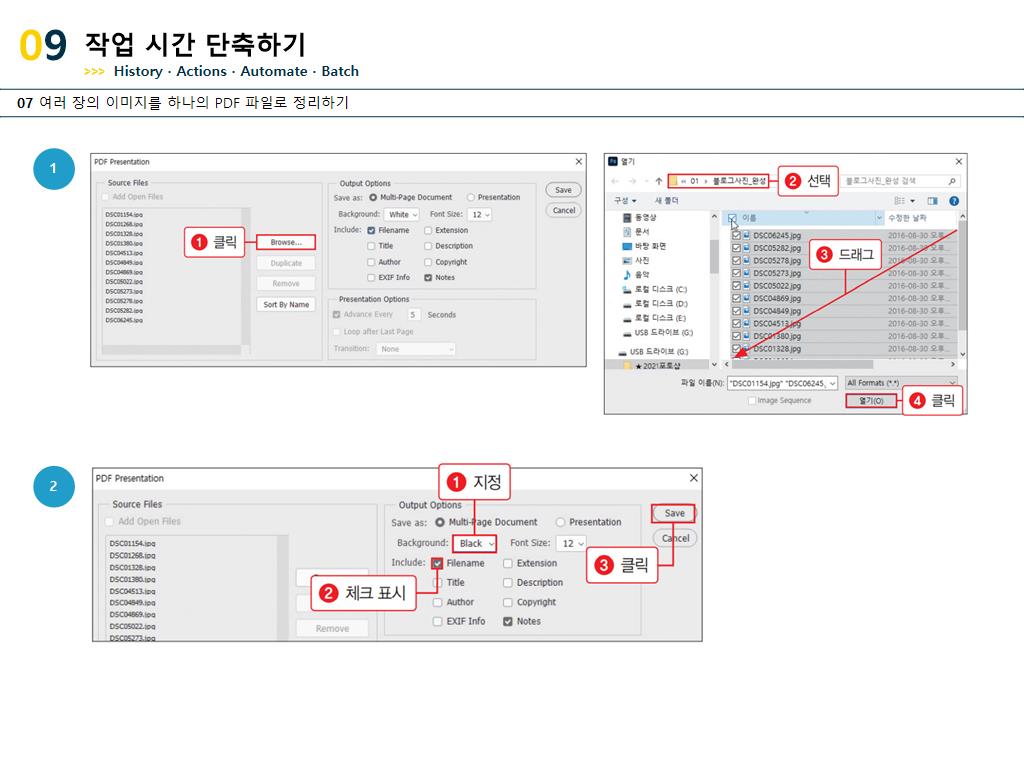 09 작업 시간 단축하기
>>> History · Actions · Automate · Batch
07 여러 장의 이미지를 하나의 PDF 파일로 정리하기
1
PDF Presentation
Source Files
Add Open Files
DSC01154.jpg
DSC01268.jpg
DSC01328.jpg
DSC01380.jpg
DSC04513.jpg
DSC04849.jpg
DSC04869.jpg
DSC05022.jpg
DSC05273.jpg
DSC05278.jpg
DSC05282.jpg
DSC06245.jpg
1 클릭
Browse...
Duplicate
Remove
Sort By Name
Output Options
Save as: Multi-Page Document Presentation
Background: White Font Size: 12
Include: Filename Extension
Title Description
Author Copyright
EXIF Info Notes
Presentation Options
Advance Every 5 Seconds
Loop after Last Page
Transition: None
Save
Cancel
열기
« 01 › 블로그사진_완성
2 선택
블로그사진_완성 검색
구성 새 폴더
동영상
문서
바탕 화면
사진
음악
로컬 디스크 (C:)
로컬 디스크 (D:)
로컬 디스크 (E:)
USB 드라이브 (G:)
USB 드라이브 (G:)
★2021포토샵
이름 수정한 날짜
DSC06245.jpg 2016-08-30 오후...
DSC05282.jpg 2016-08-30 오후...
DSC05278.jpg 2016-08-30 오후...
DSC05273.jpg 2016-08-30 오후...
DSC05022.jpg 2016-08-30 오후...
DSC04869.jpg 2016-08-30 오후...
DSC04849.jpg 2016-08-30 오후...
DSC04513.jpg 2016-08-30 오후...
DSC01380.jpg 2016-08-30 오후...
DSC01328.jpg 2016-08-30 오후...
3 드래그
파일 이름(N): "DSC01154.jpg" "DSC06245, All Formats (*.*)
Image Sequence
열기(O)
4 클릭
2
PDF Presentation
Source Files
Add Open Files
DSC01154.jpg
DSC01268.jpg
DSC01328.jpg
DSC01380.jpg
DSC04513.jpg
DSC04849.jpg
DSC04869.jpg
DSC05022.jpg
DSC05273.jpg
Remove
1 지정
Output Options
Save as: Multi-Page Document Presentation
Background: Black Font Size: 12
Include: Filename Extension
2 체크 표시
Title Description
Author Copyright
EXIF Info Notes
Save
Cancel
3 클릭